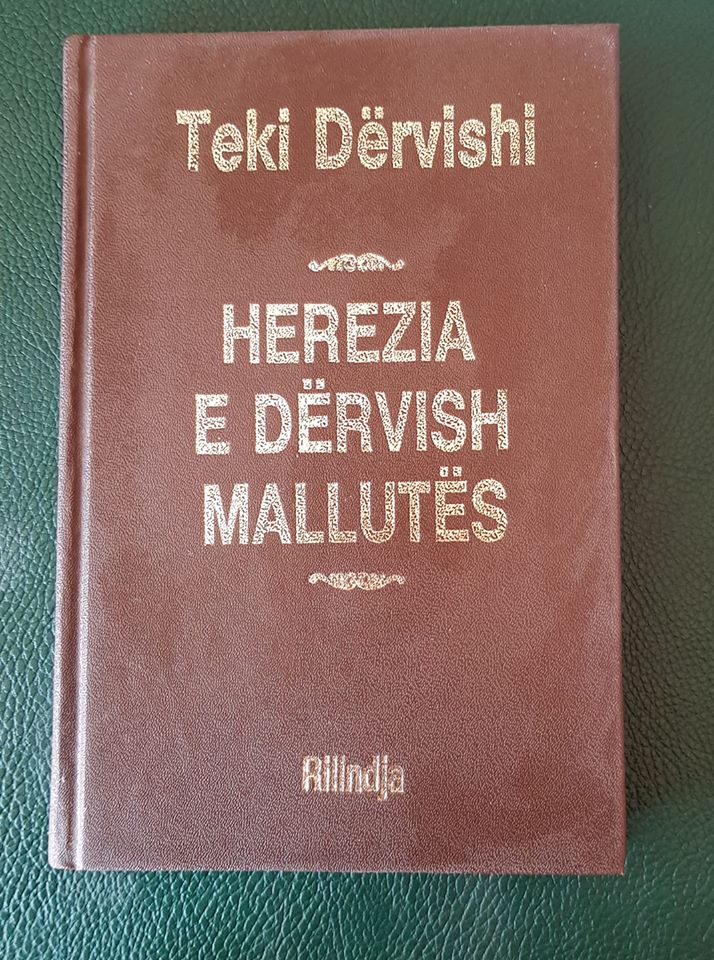 Teki Dërvishi
HEREZIA
E DËRVISH
MALLUTËS
Rilindja